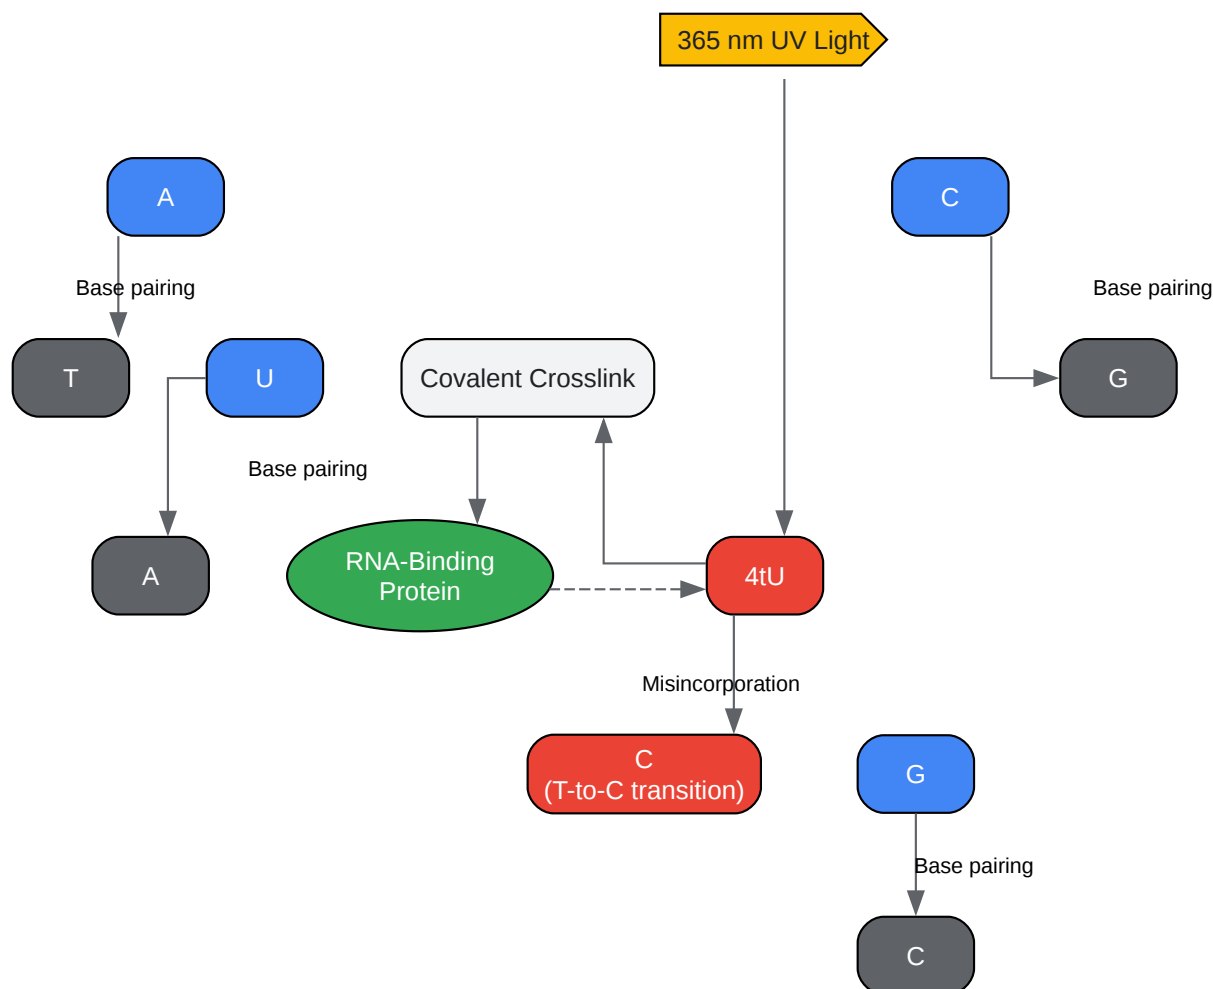 365 nm UV Light
A
C
Base pairing
Base pairing
T
U
Covalent Crosslink
G
Base pairing
A
RNA-Binding
Protein
4tU
Misincorporation
C
(T-to-C transition)
G
Base pairing
C